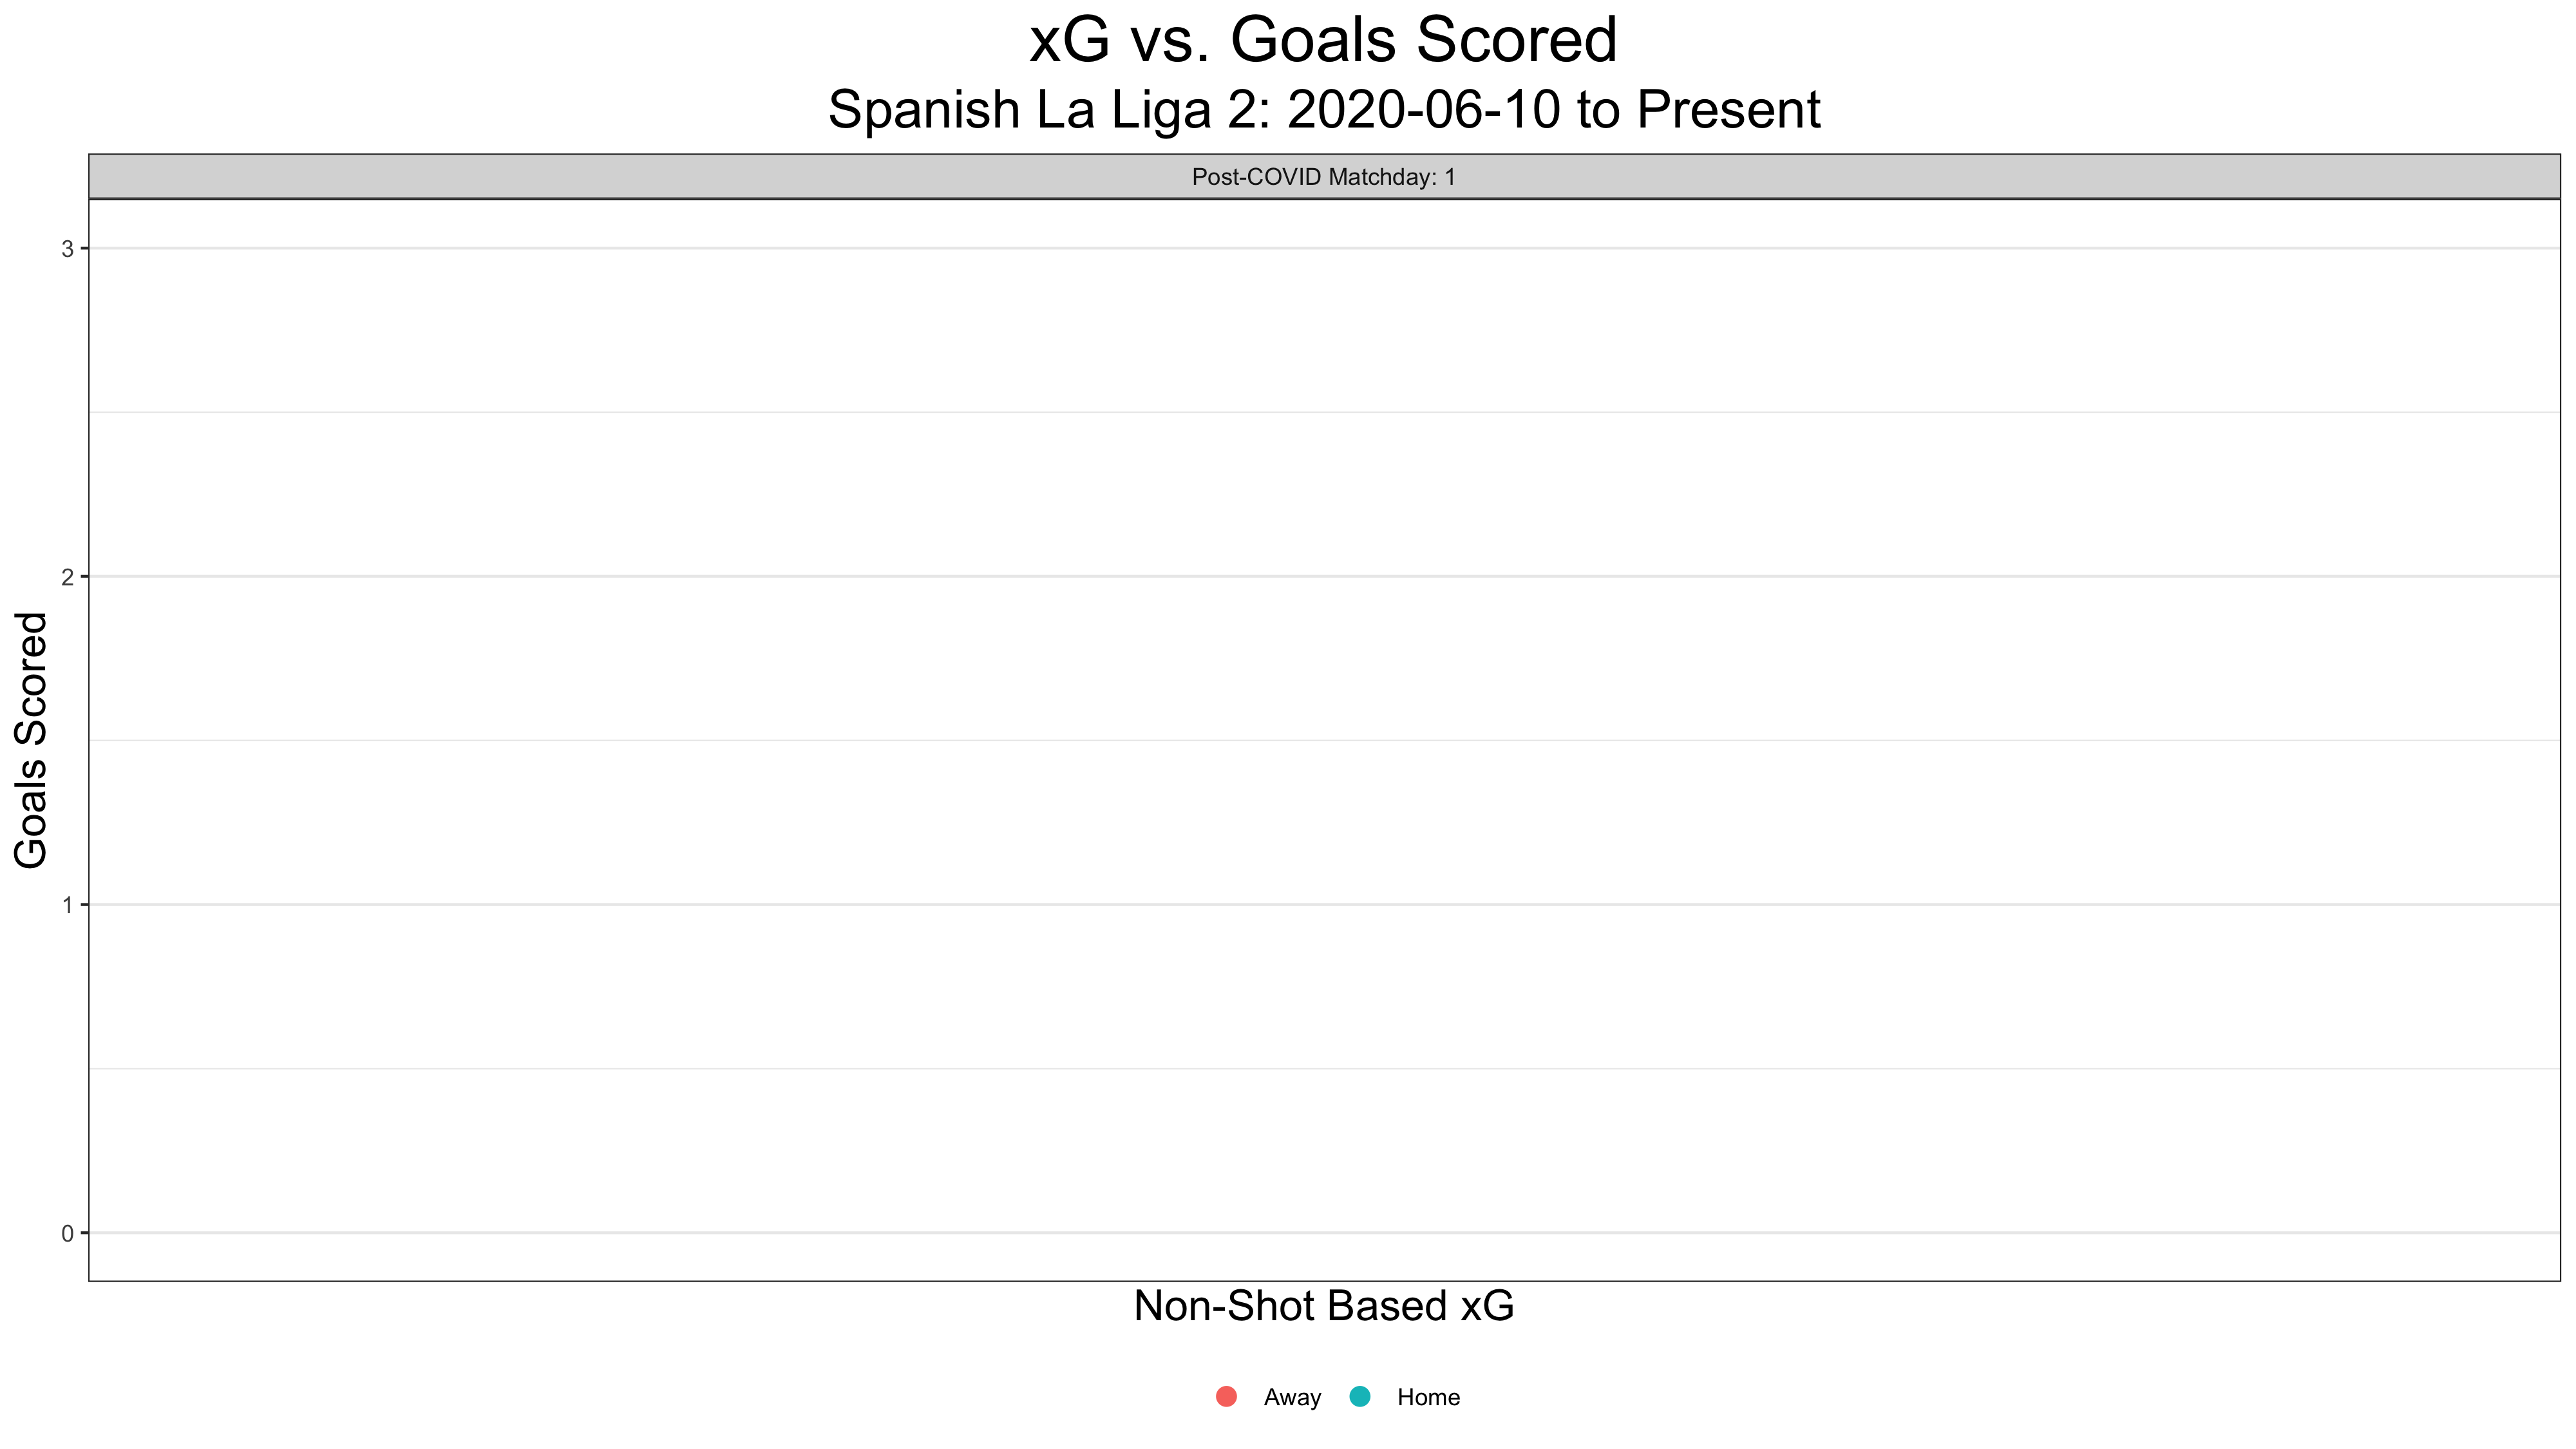 xG vs. Goals Scored
Spanish La Liga 2: 2020-06-10 to Present
Post-COVID Matchday: 1
3
2
1
0
Goals Scored
Non-Shot Based xG
Away Home